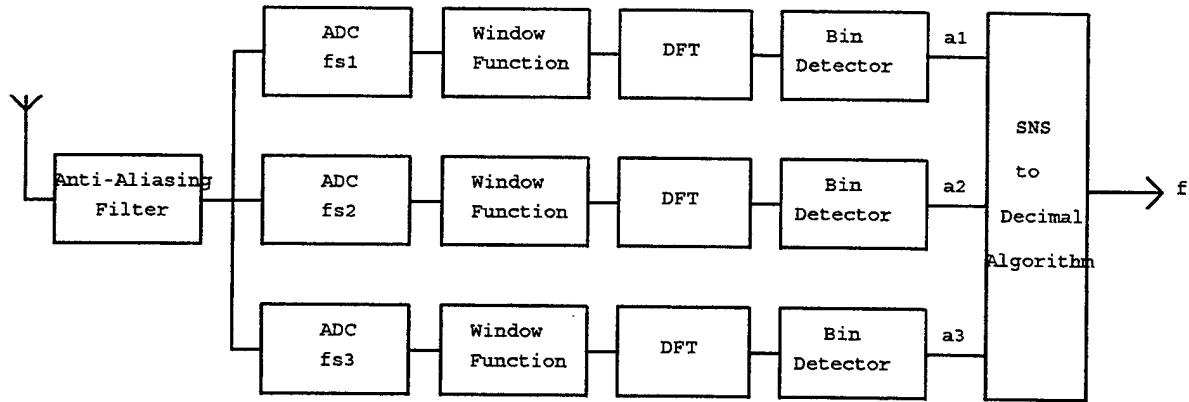 ADC
fs1
Window
Function
DFT
Bin
Detector
a1
Anti-Aliasing
Filter
ADC
fs2
Window
Function
DFT
Bin
Detector
a2
ADC
fs3
Window
Function
DFT
Bin
Detector
a3
SNS
to
Decimal
Algorithm
f